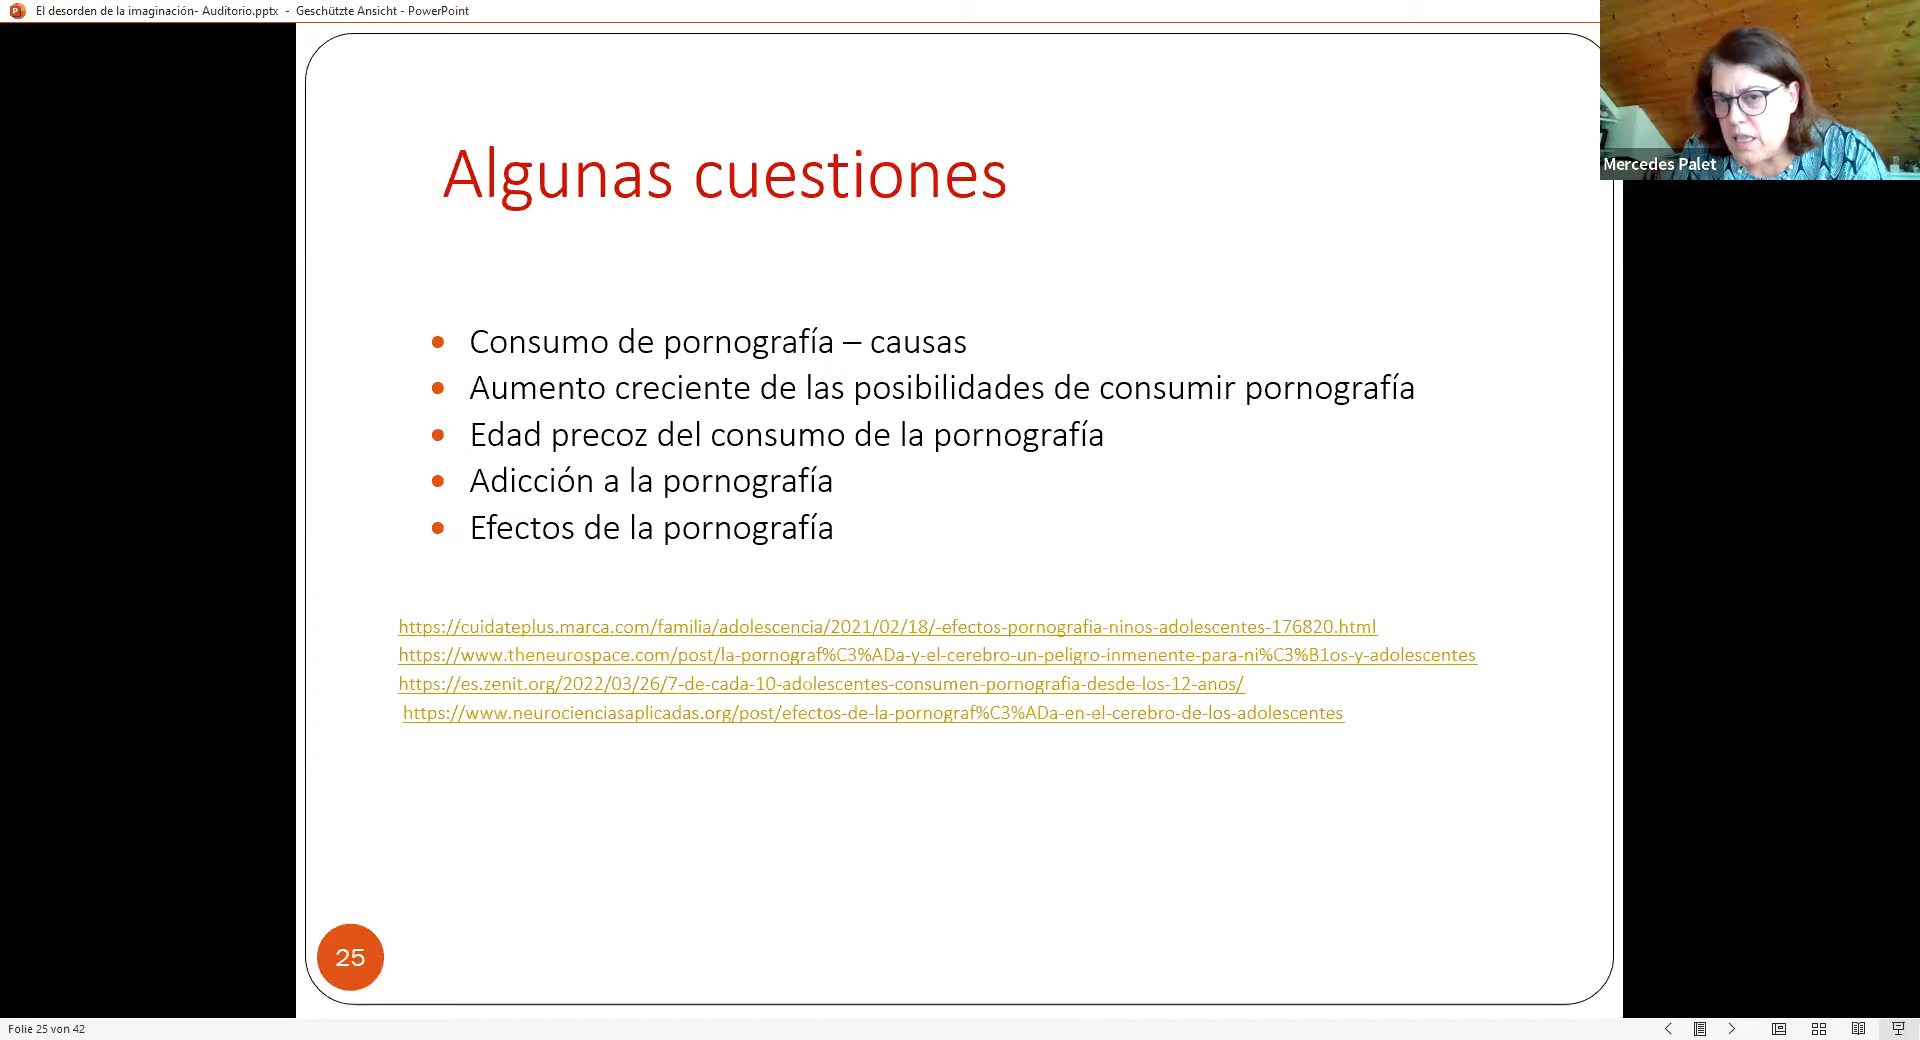 El desorden de la imaginación- Auditorio.pptx - Geschützte Ansicht - PowerPoint
Mercedes Palet
Algunas cuestiones
Consumo de pornografía – causas
Aumento creciente de las posibilidades de consumir pornografía
Edad precoz del consumo de la pornografía
Adicción a la pornografía
Efectos de la pornografía
https://cuidateplus.marca.com/familia/adolescencia/2021/02/18/-efectos-pornografia-ninos-adolescentes-176820.html
https://www.theneurospace.com/post/la-pornograf%C3%ADa-y-el-cerebro-un-peligro-inmenente-para-ni%C3%B1os-y-adolescentes
https://es.zenit.org/2022/03/26/7-de-cada-10-adolescentes-consumen-pornografia-desde-los-12-anos/
https://www.neurocienciasaplicadas.org/post/efectos-de-la-pornograf%C3%ADa-en-el-cerebro-de-los-adolescentes
25
Folie 25 von 42